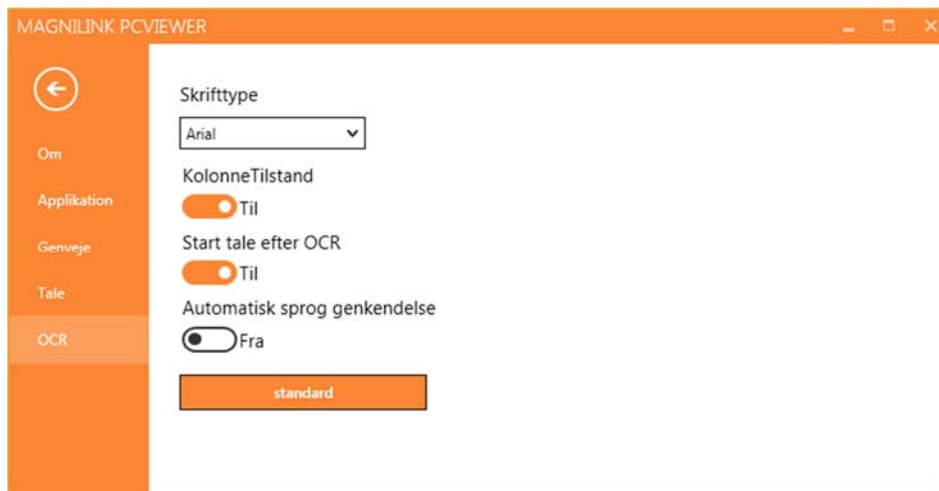 MAGNILINK PCVIEWER
Om
Applikation
Genveje
Tale
OCR
Skrifttype
Arial
KolonneTilstand
Til
Start tale efter OCR
Til
Automatisk sprog genkendelse
Fra
standard